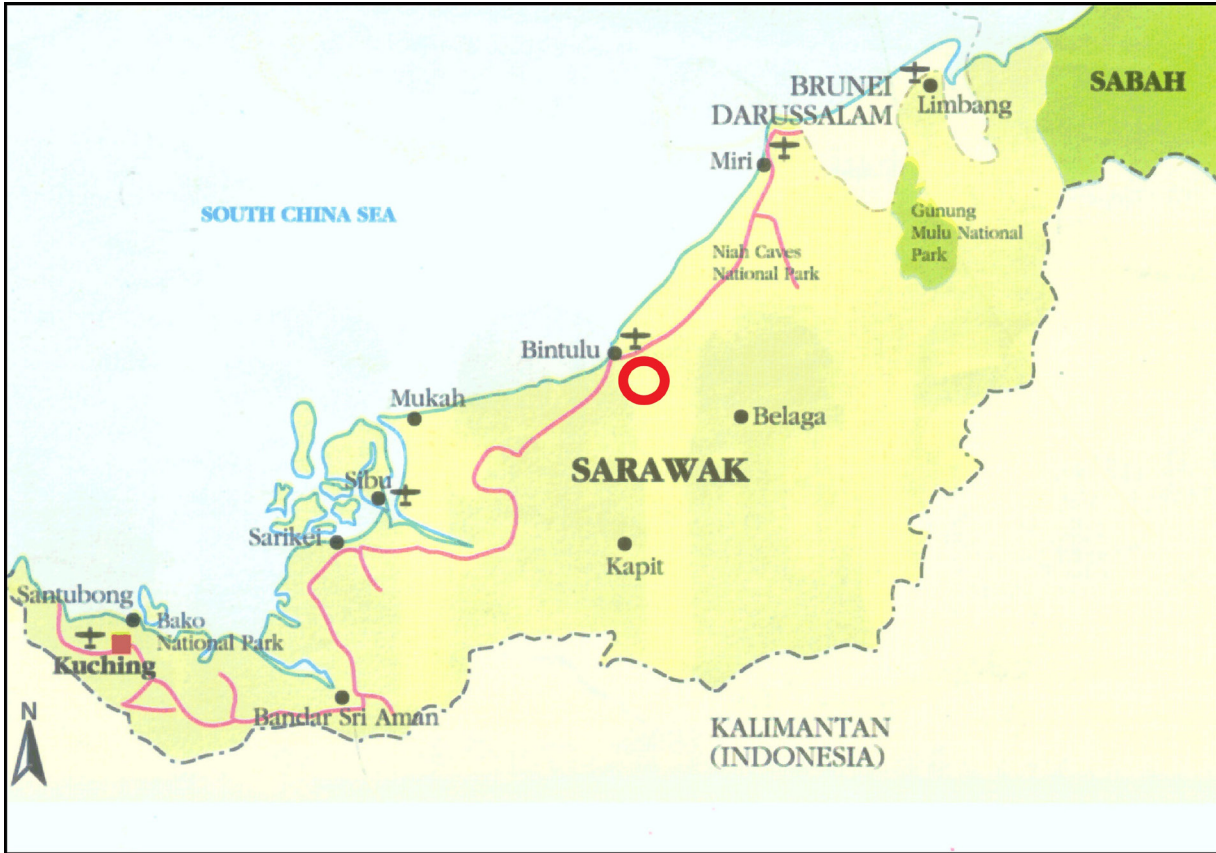 SABAH
BRUNEI
DARUSSALAM
Limbang
Miri
SOUTH CHINA SEA
Gunung
Mulu National
Park
Niah Caves
National Park
Bintulu
Mukah
Belaga
SARAWAK
Sibu
Sarikei
Kapit
Santubong
Bako
National Park
Kuching
Bandar Sri Aman
N
KALIMANTAN
(INDONESIA)